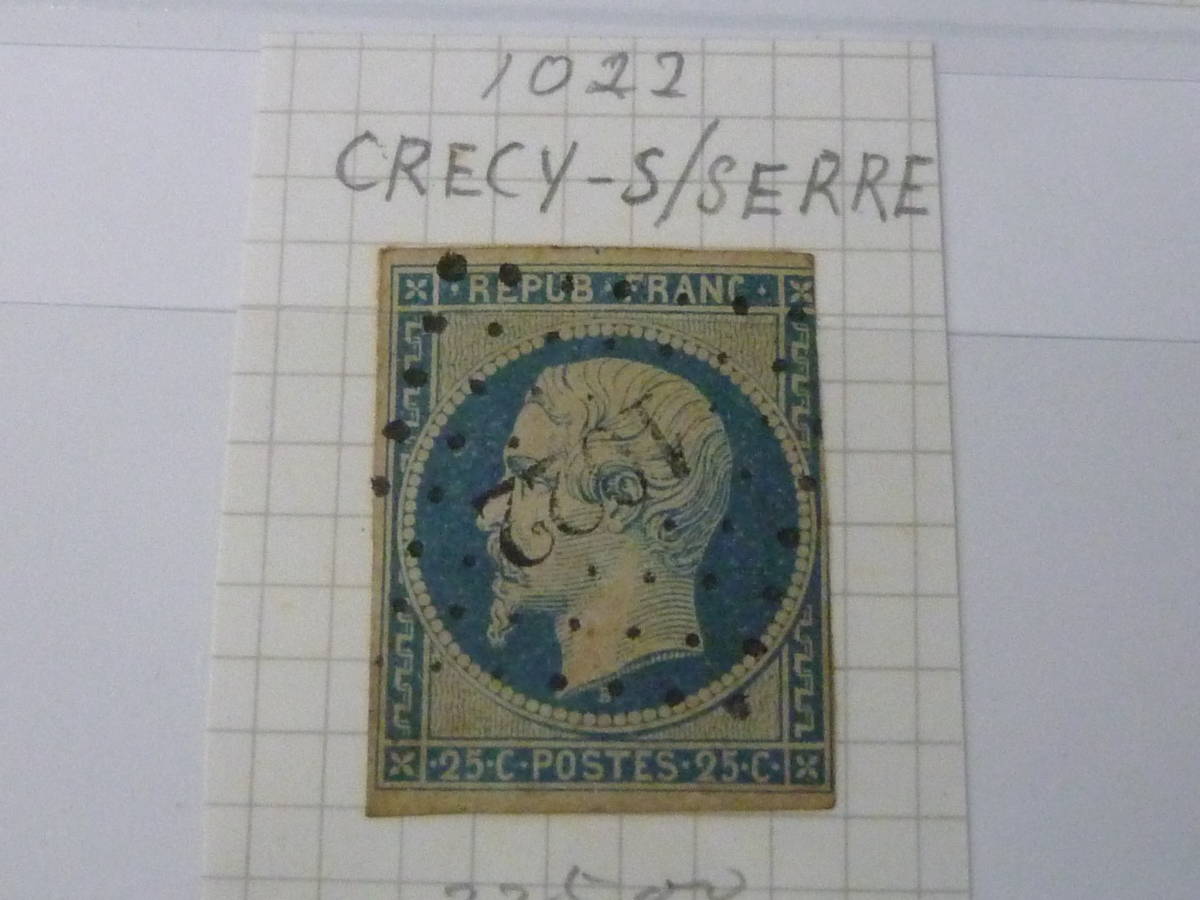 1022
CRECY-S/SERRE
REPUB FRANC
25·C·POSTES·25·C·